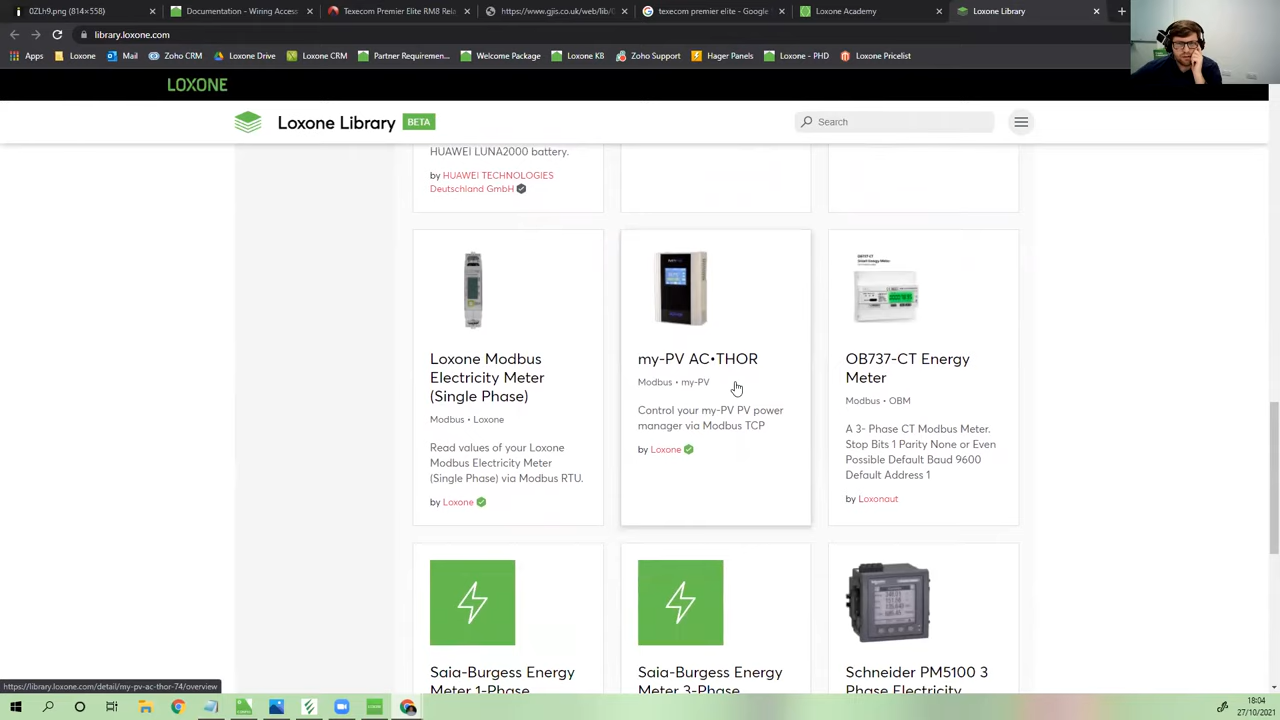 0ZLh9.png (814×558)
Documentation - Wiring Access
Texecom Premier Elite RM8 Rela
https://www.gjis.co.uk/web/lib/
texecom premier elite - Google
Loxone Academy
Loxone Library
library.loxone.com
Loxone
Mail
Zoho CRM
Loxone Drive
Loxone CRM
Partner Requiremen...
Loxone Package
Loxone KB
Zoho Support
Hager Panels
Loxone - PHD
Loxone Pricelist
LOXONE
Loxone Library
BETA
Search
HUAWEI LUNA2000 battery.
by HUAWEI TECHNOLOGIES
Deutschland GmbH
Loxone Modbus
Electricity Meter
(Single Phase)
Modbus • Loxone
Read values of your Loxone
Modbus Electricity Meter
(Single Phase) via Modbus RTU.
by Loxone
my-PV AC•THOR
Modbus • my-PV
Control your my-PV PV power
manager via Modbus TCP
by Loxone
OB737-CT
OB737-CT Energy
Meter
Modbus • OBM
A 3- Phase CT Modbus Meter.
Stop Bits 1 Parity None or Even
Possible Default Baud 9600
Default Address 1
by Loxonaut
Saia-Burgess Energy
Meter 1-Phase
Saia-Burgess Energy
Meter 3-Phase
Schneider PM5100 3
Phase Electricity
https://library.loxone.com/detail/my-pv-ac-thor-74/overview
18:04
27/10/2021